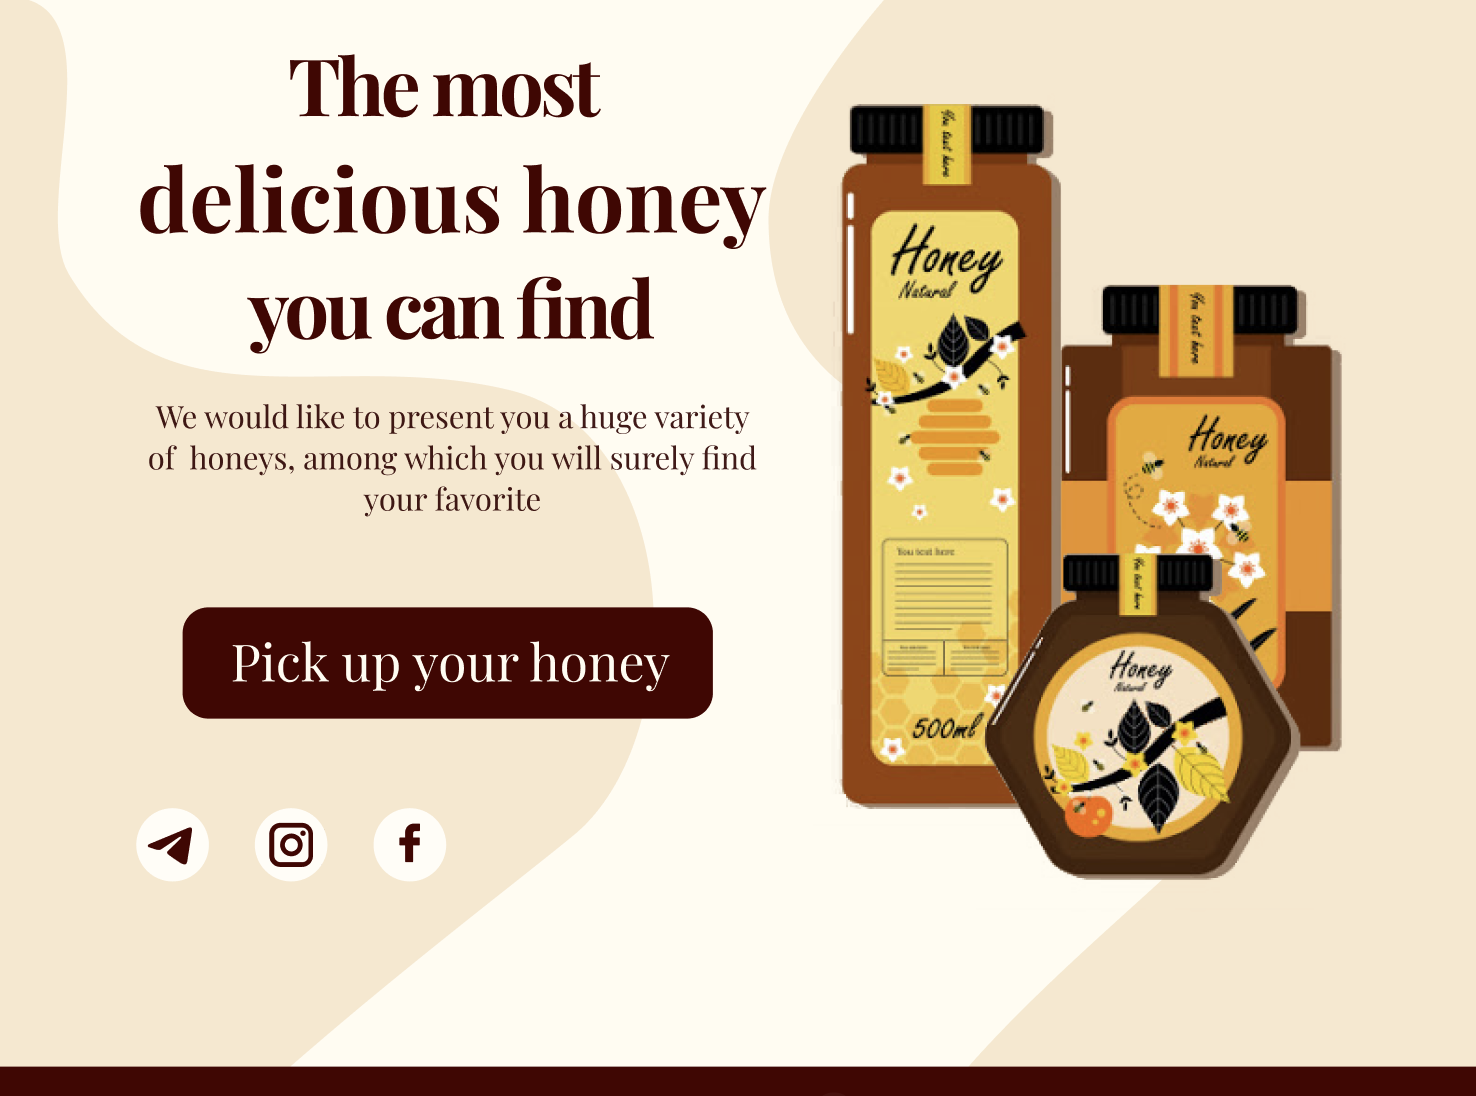 The most
delicious honey
you can find
We would like to present you a huge variety
of honeys, among which you will surely find
your favorite
Pick up your honey
You text here
Honey
Natural
You text here
500ml
You text here
Honey
Natural
You text here
Honey
Natural